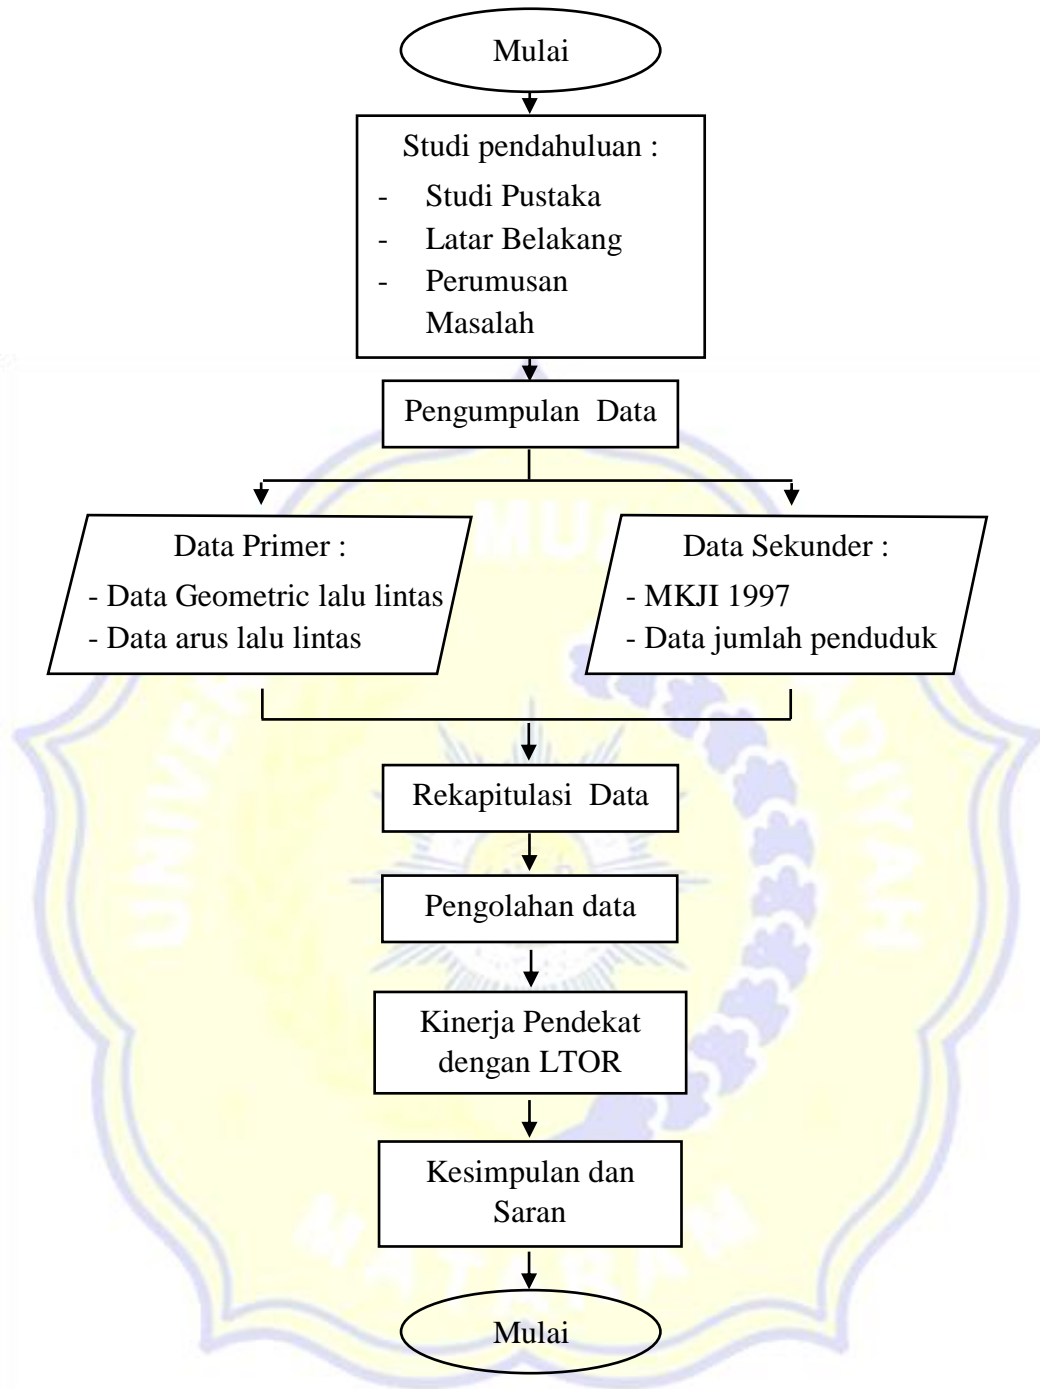 Mulai
Studi pendahuluan :
- Studi Pustaka
- Latar Belakang
- Perumusan
Masalah
Pengumpulan Data
Data Primer :
- Data Geometric lalu lintas
- Data arus lalu lintas
Data Sekunder :
- MKJI 1997
- Data jumlah penduduk
Rekapitulasi Data
Pengolahan data
Kinerja Pendekat
dengan LTOR
Kesimpulan dan
Saran
Mulai
MATARAM